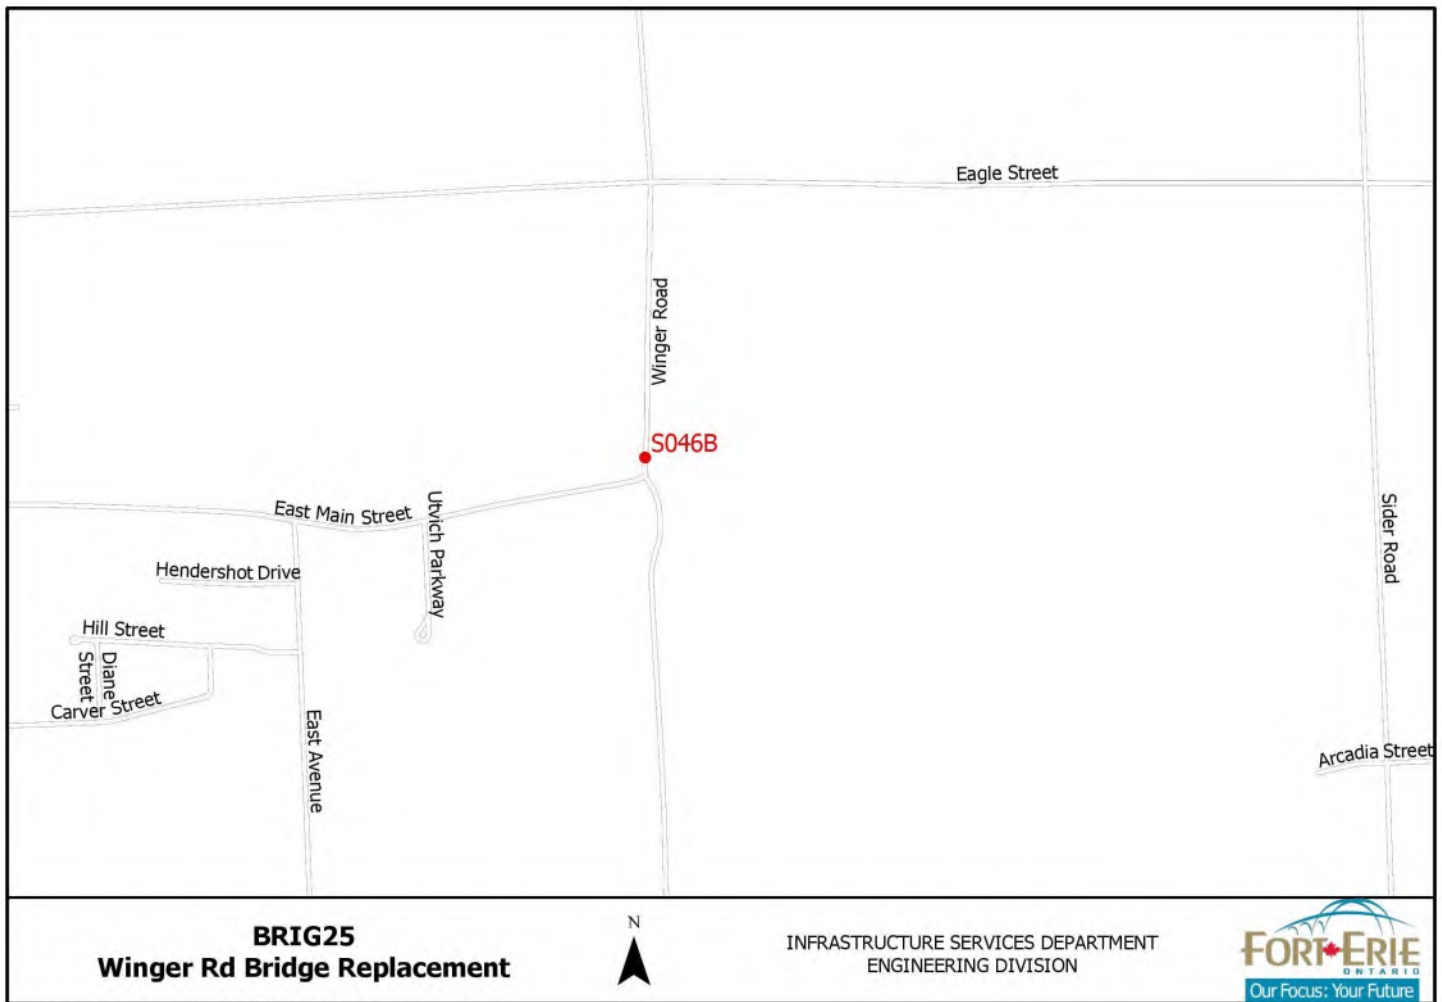 Eagle Street
Winger Road
S046B
East Main Street
Utvich Parkway
Sider Road
Hendershot Drive
Hill Street
Diane
Street
Carver Street
East Avenue
Arcadia Street
BRIG25
Winger Rd Bridge Replacement
N
INFRASTRUCTURE SERVICES DEPARTMENT
ENGINEERING DIVISION
FORT ERIE
ONTARIO
Our Focus: Your Future